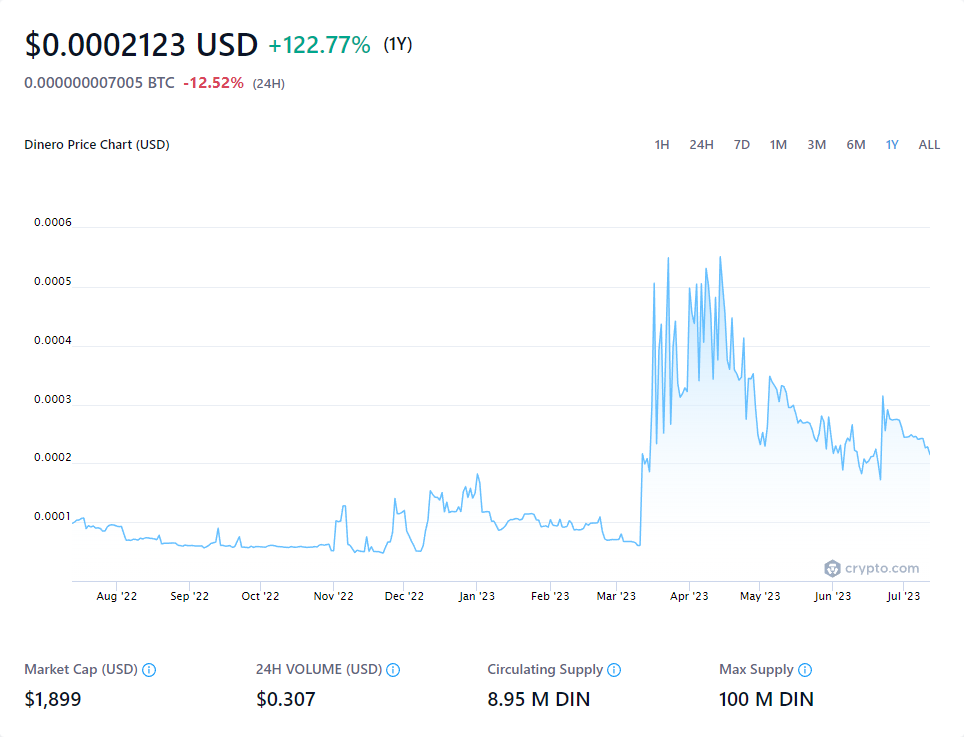 $0.0002123 USD +122.77% (1Y)
0.000000007005 BTC -12.52% (24H)
Dinero Price Chart (USD) 1H 24H 7D 1M 3M 6M 1Y ALL
0.0006
0.0005
0.0004
0.0003
0.0002
0.0001
crypto.com
Aug '22 Sep '22 Oct '22 Nov '22 Dec '22 Jan '23 Feb '23 Mar '23 Apr '23 May '23 Jun '23 Jul '23
Market Cap (USD) 24H VOLUME (USD) Circulating Supply Max Supply
$1,899 $0.307 8.95 M DIN 100 M DIN